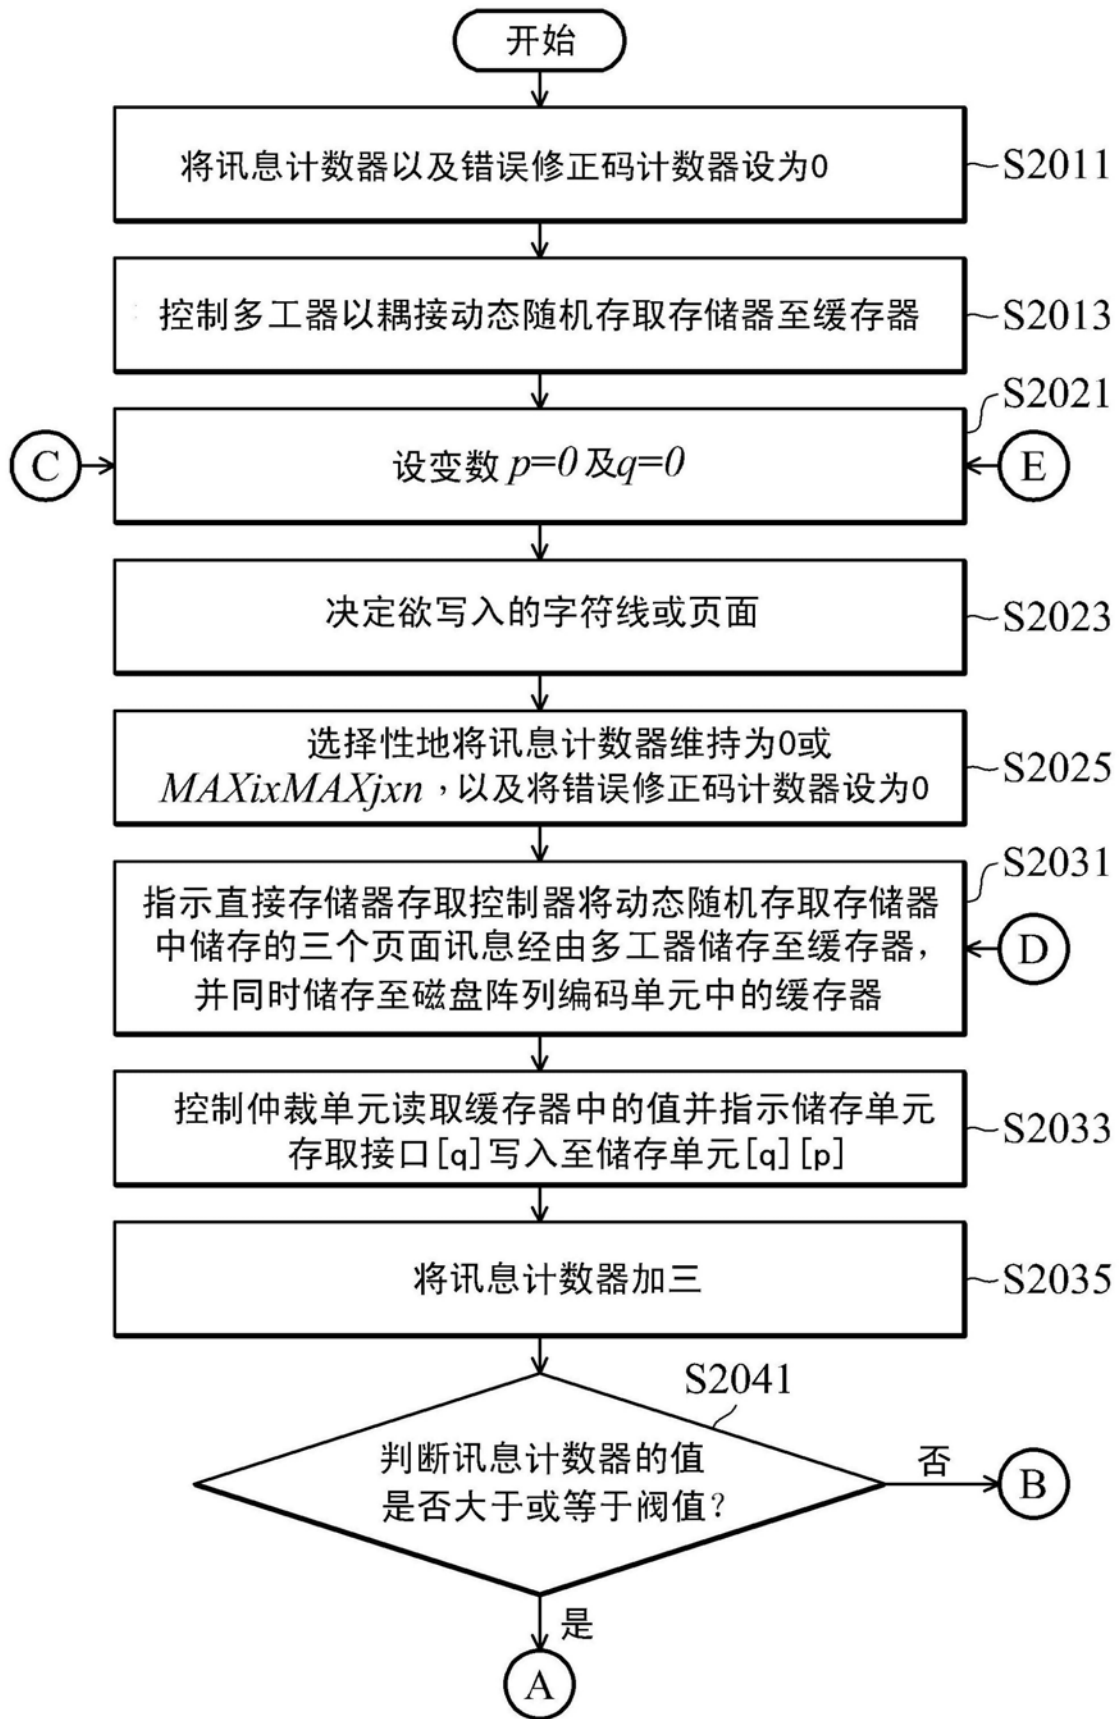 开始
将讯息计数器以及错误修正码计数器设为0
S2011
控制多工器以耦接动态随机存取存储器至缓存器
S2013
S2021
C
设变数 p=0 及q=0
E
决定欲写入的字符线或页面
S2023
选择性地将讯息计数器维持为0或
MAXixMAXjxn，以及将错误修正码计数器设为0
S2025
S2031
指示直接存储器存取控制器将动态随机存取存储器
中储存的三个页面讯息经由多工器储存至缓存器，
并同时储存至磁盘阵列编码单元中的缓存器
D
控制仲裁单元读取缓存器中的值并指示储存单元
存取接口[q]写入至储存单元[q][p]
S2033
将讯息计数器加三
S2035
S2041
判断讯息计数器的值
是否大于或等于阀值？
否
B
是
A